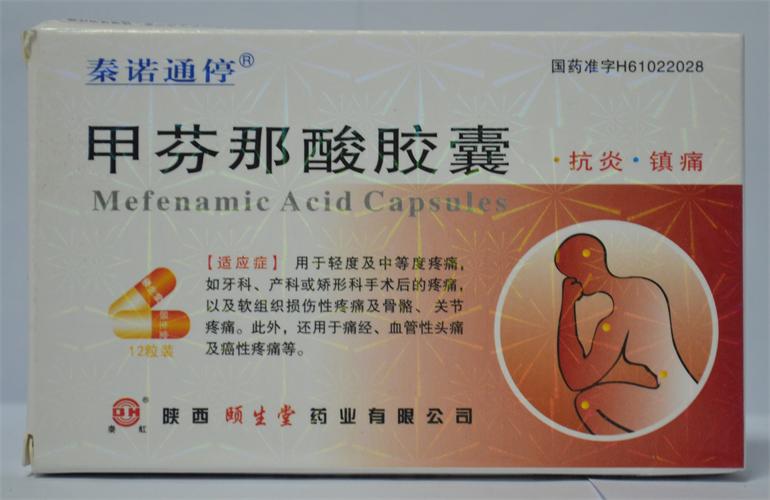 秦诺通停®
国药准字H61022028
甲芬那酸胶囊
·抗炎·镇痛
Mefenamic Acid Capsules
【适应症】用于轻度及中等度疼痛,
如牙科、产科或矫形科手术后的疼痛,
以及软组织损伤性疼痛及骨骼、关节
疼痛。此外,还用于痛经、血管性头痛
及癌性疼痛等。
12粒装
®
秦 虹
陕西颐生堂药业有限公司